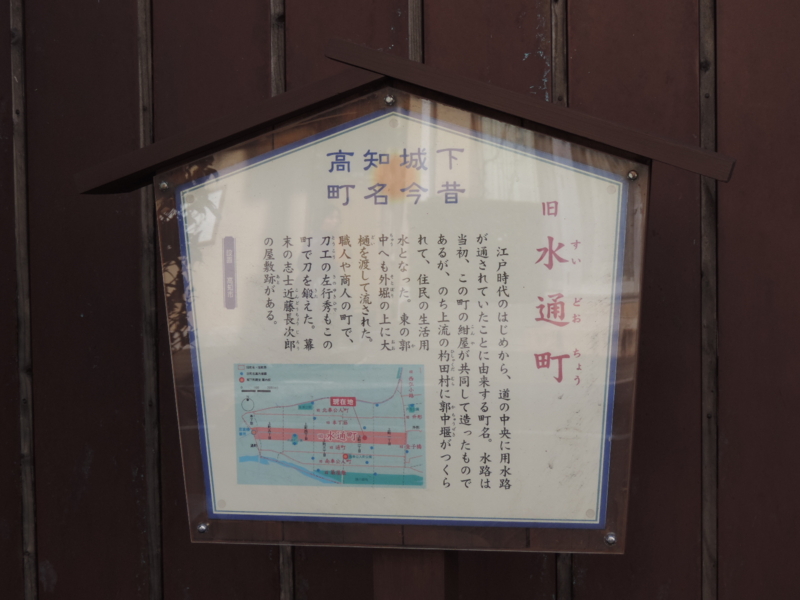 高知城下
町名今昔
旧 水通町
すい どお ちょう
江戸時代のはじめから、道の中央に用水路
が通されていたことに由来する町名。水路は
当初、この町の紺屋が共同して造ったもので
あるが、のち上流の杓田村に郭中堰がつくら
れて、住民の生活用
水となった。東の郭
中へも外堀の上に大
樋を渡して流された。
職人や商人の町で、
刀工の左行秀もこの
町で刀を鍛えた。幕
末の志士近藤長次郎
の屋敷跡がある。
現在地